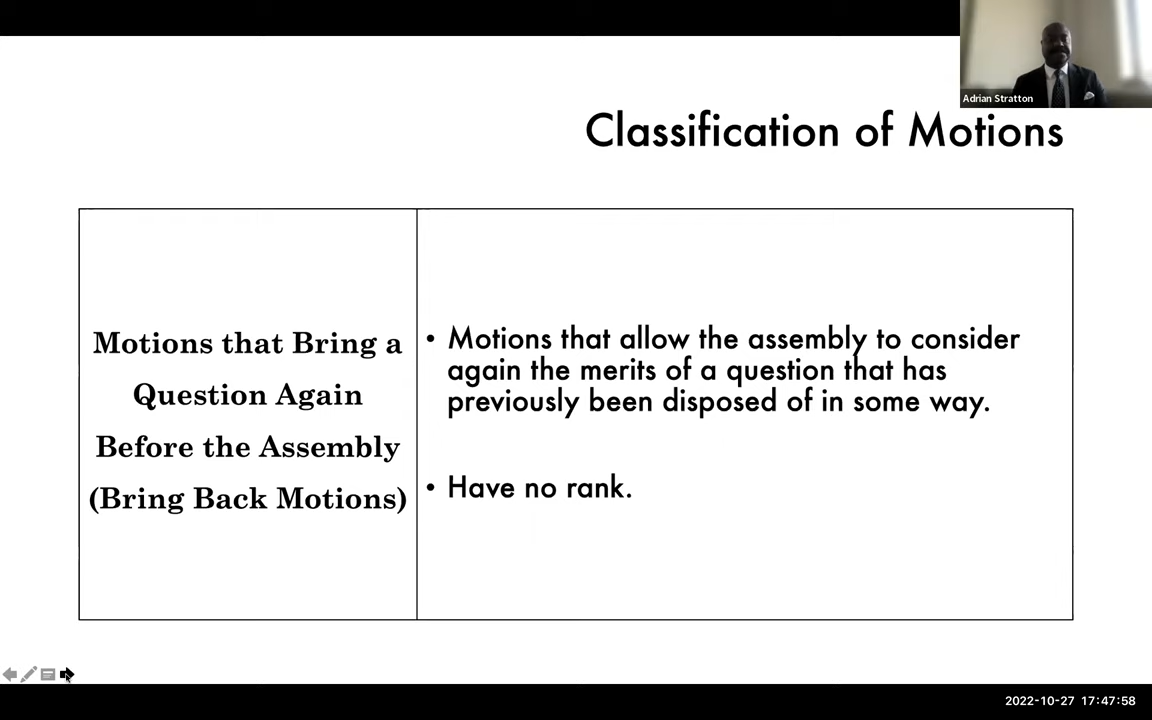 Adrian Stratton
Classification of Motions
Motions that Bring a
Question Again
Before the Assembly
(Bring Back Motions)
• Motions that allow the assembly to consider
again the merits of a question that has
previously been disposed of in some way.
• Have no rank.
2022-10-27 17:47:58